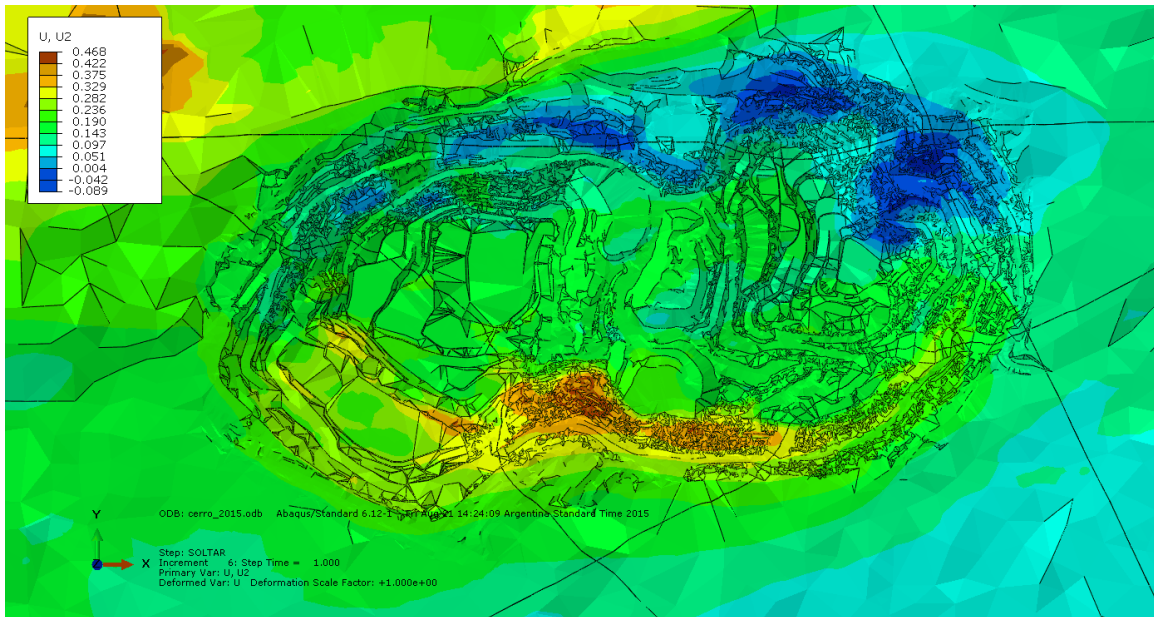 U, U2
0.468
0.422
0.375
0.329
0.282
0.236
0.190
0.143
0.097
0.051
0.004
-0.042
-0.089
Y
X
ODB: cerro_2015.odb Abaqus/Standard 6.12-1 Fri Aug 21 14:24:09 Argentina Standard Time 2015
Step: SOLTAR
Increment 6: Step Time = 1.000
Primary Var: U, U2
Deformed Var: U Deformation Scale Factor: +1.000e+00